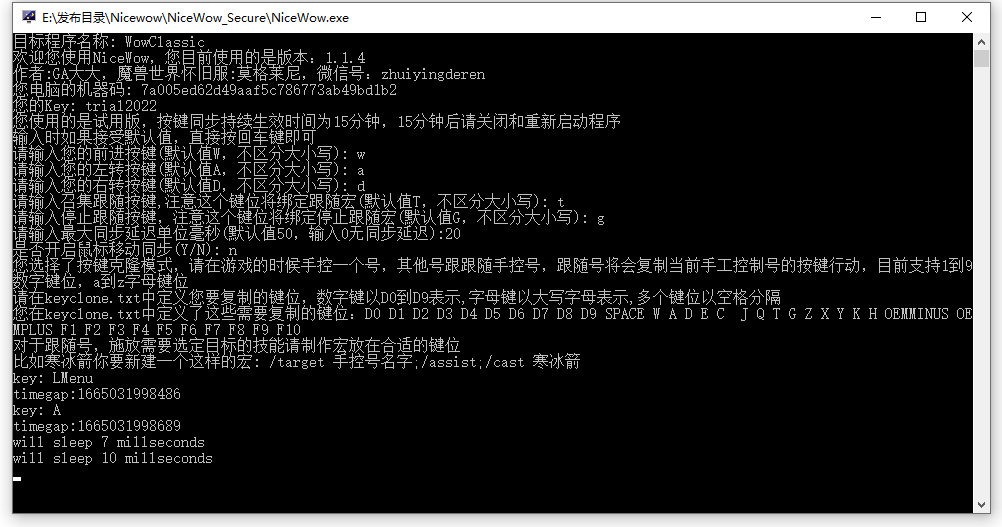 E:\发布目录\Nicewow\NiceWow_Secure\NiceWow.exe
目标程序名称: WowClassic
欢迎您使用NiceWow, 您目前使用的是版本: 1.1.4
作者:GA大大, 魔兽世界怀旧服:莫格莱尼, 微信号: zhuiyingderen
您电脑的机器码: 7a005ed62d49aaf5c786773ab49bd1b2
您的Key: trial2022
您使用的是试用版, 按键同步持续生效时间为15分钟, 15分钟后请关闭和重新启动程序
输入时如果接受默认值, 直接按回车键即可
请输入您的前进按键(默认值W, 不区分大小写): w
请输入您的左转按键(默认值A, 不区分大小写): a
请输入您的右转按键(默认值D, 不区分大小写): d
请输入召集跟随按键,注意这个键位将绑定跟随宏(默认值T, 不区分大小写): t
请输入停止跟随按键, 注意这个键位将绑定停止跟随宏(默认值G, 不区分大小写): g
请输入最大同步延迟单位毫秒(默认值50, 输入0无同步延迟):20
是否开启鼠标移动同步(Y/N): n
您选择了按键克隆模式, 请在游戏的时候手控一个号, 其他号跟跟随手控号, 跟随号将会复制当前手工控制号的按键行动, 目前支持1到9
数字键位, a到z字母键位
请在keyclone.txt中定义您要复制的键位, 数字键以D0到D9表示,字母键以大写字母表示,多个键位以空格分隔
您在keyclone.txt中定义了这些需要复制的键位: D0 D1 D2 D3 D4 D5 D6 D7 D8 D9 SPACE W A D E C  J Q T G Z X Y K H OEMMINUS OE
MPLUS F1 F2 F3 F4 F5 F6 F7 F8 F9 F10
对于跟随号, 施放需要选定目标的技能请制作宏放在合适的键位
比如寒冰箭你要新建一个这样的宏: /target 手控号名字;/assist;/cast 寒冰箭
key: LMenu
timegap:1665031998486
key: A
timegap:1665031998689
will sleep 7 millseconds
will sleep 10 millseconds